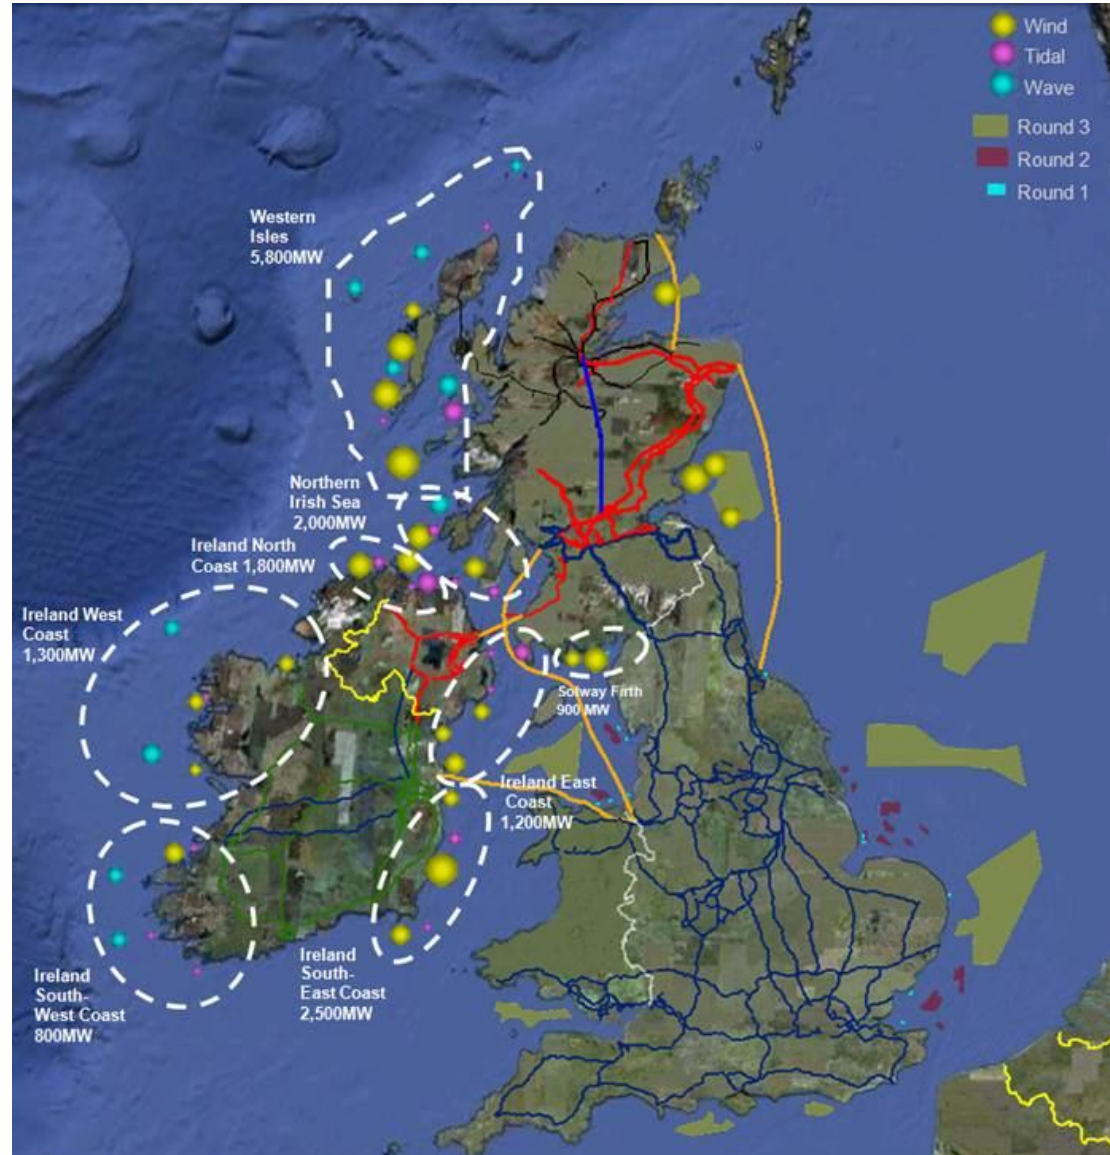 Wind
Tidal
Wave
Round 3
Round 2
Round 1
Western
Isles
5,800MW
Northern
Irish Sea
2,000MW
Ireland North
Coast 1,800MW
Ireland West
Coast
1,300MW
Solway Firth
900 MW
Ireland East
Coast
1,200MW
Ireland
South-
West Coast
800MW
Ireland
South-
East Coast
2,500MW